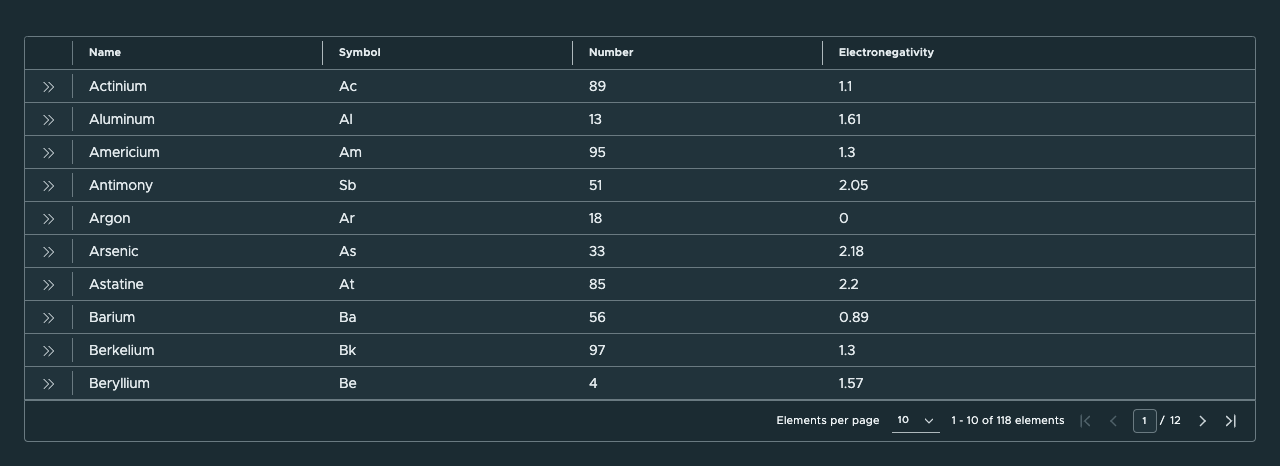 Name Symbol Number Electronegativity
Actinium Ac 89 1.1
Aluminum Al 13 1.61
Americium Am 95 1.3
Antimony Sb 51 2.05
Argon Ar 18 0
Arsenic As 33 2.18
Astatine At 85 2.2
Barium Ba 56 0.89
Berkelium Bk 97 1.3
Beryllium Be 4 1.57
Elements per page 10 1 - 10 of 118 elements 1 / 12